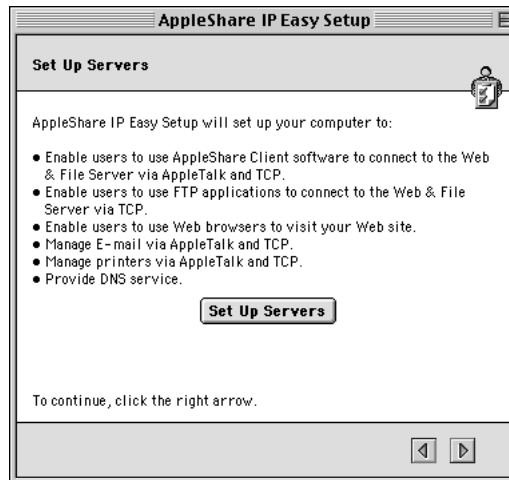 AppleShare IP Easy Setup
Set Up Servers
AppleShare IP Easy Setup will set up your computer to:
● Enable users to use AppleShare Client software to connect to the Web
& File Server via AppleTalk and TCP.
● Enable users to use FTP applications to connect to the Web & File
Server via TCP.
● Enable users to use Web browsers to visit your Web site.
● Manage E-mail via AppleTalk and TCP.
● Manage printers via AppleTalk and TCP.
● Provide DNS service.
Set Up Servers
To continue, click the right arrow.